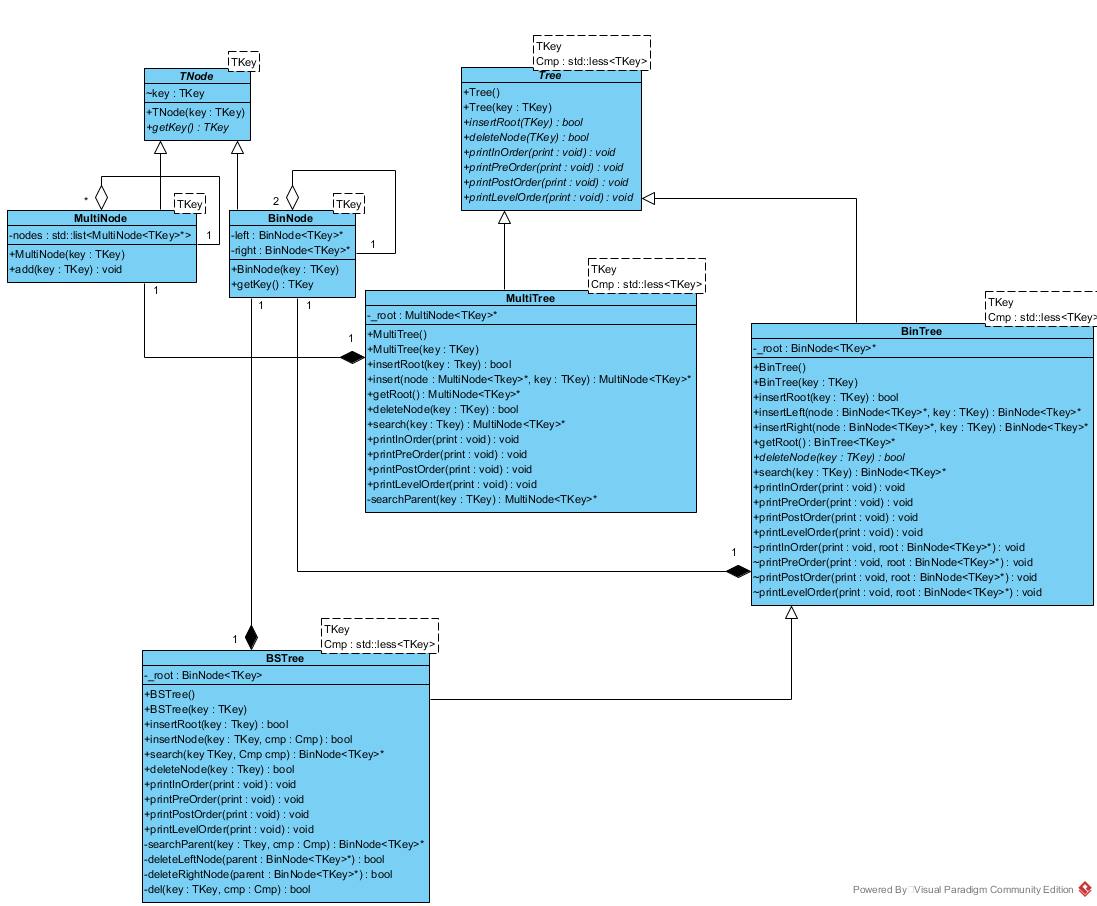 TKey
TNode
~key : TKey
+TNode(key : TKey)
+getKey() : TKey
TKey
Cmp : std::less<TKey>
Tree
+Tree()
+Tree(key : TKey)
+insertRoot(TKey) : bool
+deleteNode(TKey) : bool
+printInOrder(print : void) : void
+printPreOrder(print : void) : void
+printPostOrder(print : void) : void
+printLevelOrder(print : void) : void
*
TKey
MultiNode
-nodes : std::list<MultiNode<TKey>*>
+MultiNode(key : TKey)
+add(key : TKey) : void
1
1
2
TKey
BinNode
-left : BinNode<TKey>*
-right : BinNode<TKey>*
+BinNode(key : TKey)
+getKey() : TKey
1
1
1
TKey
Cmp : std::less<TKey>
MultiTree
-_root : MultiNode<TKey>*
+MultiTree()
+MultiTree(key : TKey)
+insertRoot(key : Tkey) : bool
+insert(node : MultiNode<Tkey>*, key : TKey) : MultiNode<TKey>*
+getRoot() : MultiNode<TKey>*
+deleteNode(key : TKey) : bool
+search(key : Tkey) : MultiNode<TKey>*
+printInOrder(print : void) : void
+printPreOrder(print : void) : void
+printPostOrder(print : void) : void
+printLevelOrder(print : void) : void
-searchParent(key : TKey) : MultiNode<TKey>*
1
TKey
Cmp : std::less<TKey>
BinTree
-_root : BinNode<TKey>*
+BinTree()
+BinTree(key : TKey)
+insertRoot(key : TKey) : bool
+insertLeft(node : BinNode<TKey>*, key : TKey) : BinNode<Tkey>*
+insertRight(node : BinNode<TKey>*, key : TKey) : BinNode<Tkey>*
+getRoot() : BinTree<TKey>*
+deleteNode(key : TKey) : bool
+search(key : TKey) : BinNode<TKey>*
+printInOrder(print : void) : void
+printPreOrder(print : void) : void
+printPostOrder(print : void) : void
+printLevelOrder(print : void) : void
~printInOrder(print : void, root : BinNode<TKey>*) : void
~printPreOrder(print : void, root : BinNode<TKey>*) : void
~printPostOrder(print : void, root : BinNode<TKey>*) : void
~printLevelOrder(print : void, root : BinNode<TKey>*) : void
1
1
TKey
Cmp : std::less<TKey>
BSTree
-_root : BinNode<TKey>
+BSTree()
+BSTree(key : TKey)
+insertRoot(key : Tkey) : bool
+insertNode(key : TKey, cmp : Cmp) : bool
+search(key TKey, Cmp cmp) : BinNode<TKey>*
+deleteNode(key : Tkey) : bool
+printInOrder(print : void) : void
+printPreOrder(print : void) : void
+printPostOrder(print : void) : void
+printLevelOrder(print : void) : void
-searchParent(key : Tkey, cmp : Cmp) : BinNode<TKey>*
-deleteLeftNode(parent : BinNode<TKey>*) : bool
-deleteRightNode(parent : BinNode<TKey>*) : bool
-del(key : TKey, cmp : Cmp) : bool
Powered By Visual Paradigm Community Edition